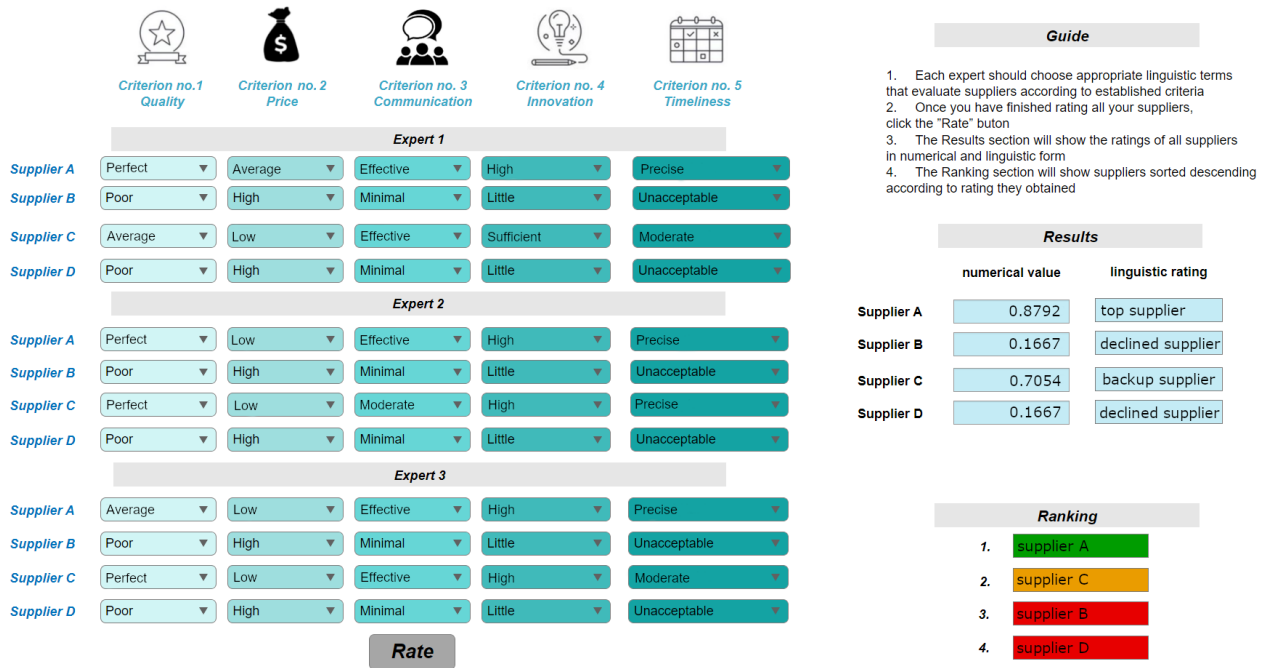 Criterion no.1 Criterion no. 2 Criterion no. 3 Criterion no. 4 Criterion no. 5
Quality Price Communication Innovation Timeliness
Expert 1
Supplier A Perfect Average Effective High Precise
Supplier B Poor High Minimal Little Unacceptable
Supplier C Average Low Effective Sufficient Moderate
Supplier D Poor High Minimal Little Unacceptable
Expert 2
Supplier A Perfect Low Effective High Precise
Supplier B Poor High Minimal Little Unacceptable
Supplier C Perfect Low Moderate High Precise
Supplier D Poor High Minimal Little Unacceptable
Expert 3
Supplier A Average Low Effective High Precise
Supplier B Poor High Minimal Little Unacceptable
Supplier C Perfect Low Effective High Moderate
Supplier D Poor High Minimal Little Unacceptable
Rate
Guide
1. Each expert should choose appropriate linguistic terms
that evaluate suppliers according to established criteria
2. Once you have finished rating all your suppliers,
click the "Rate" buton
3. The Results section will show the ratings of all suppliers
in numerical and linguistic form
4. The Ranking section will show suppliers sorted descending
according to rating they obtained
Results
numerical value linguistic rating
Supplier A 0.8792 top supplier
Supplier B 0.1667 declined supplier
Supplier C 0.7054 backup supplier
Supplier D 0.1667 declined supplier
Ranking
1. supplier A
2. supplier C
3. supplier B
4. supplier D